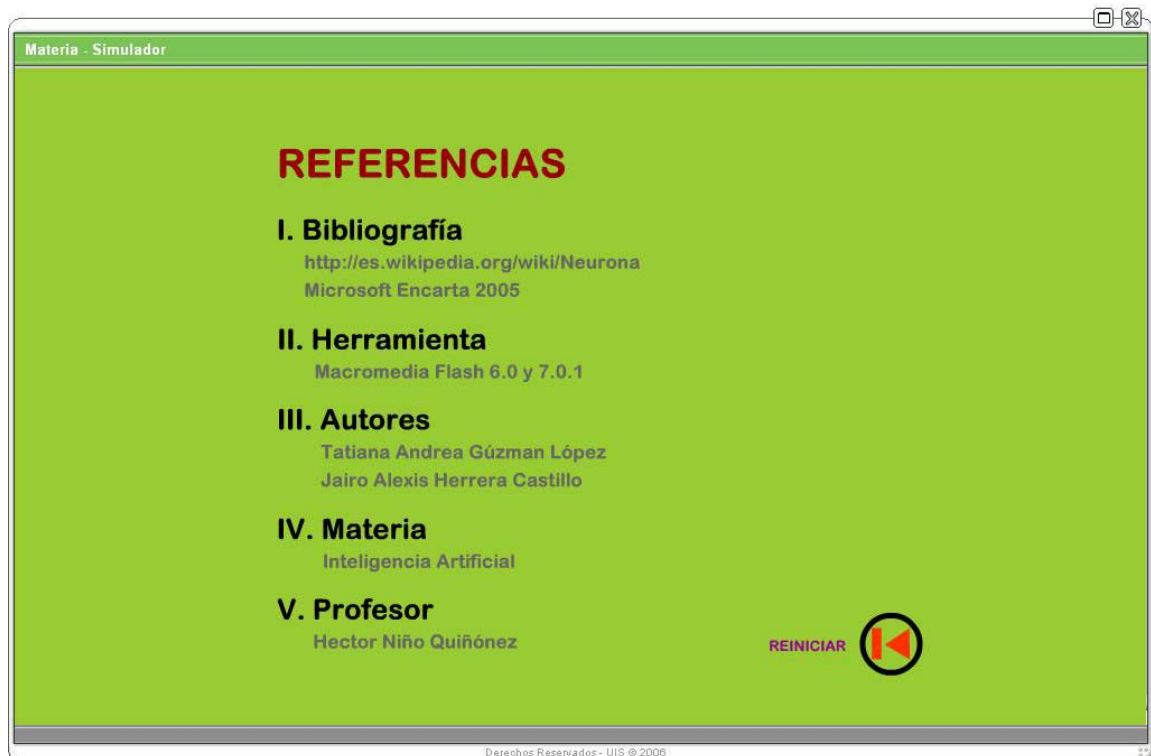 Materia - Simulador
REFERENCIAS
I. Bibliografía
http://es.wikipedia.org/wiki/Neurona
Microsoft Encarta 2005
II. Herramienta
Macromedia Flash 6.0 y 7.0.1
III. Autores
Tatiana Andrea Gúzman López
Jairo Alexis Herrera Castillo
IV. Materia
Inteligencia Artificial
V. Profesor
Hector Niño Quiñónez
REINICIAR
Derechos Reservados - UIS © 2006